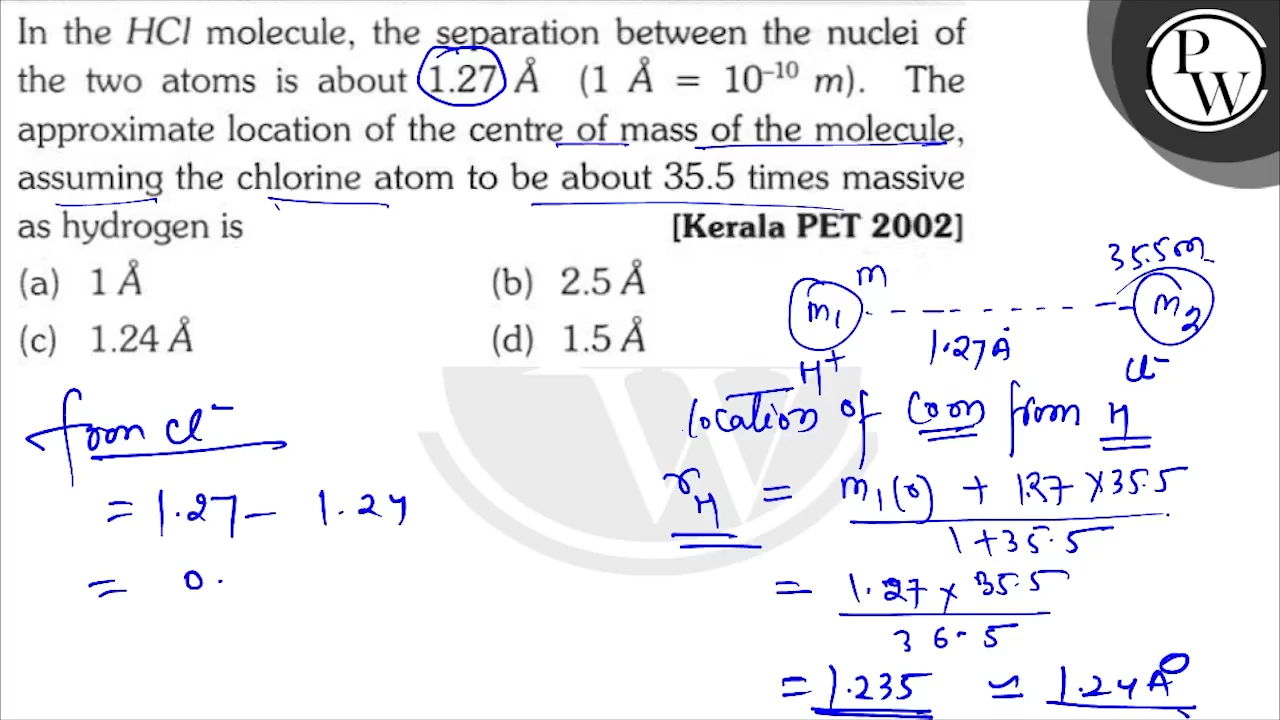 In the HCl molecule, the separation between the nuclei of
the two atoms is about 1.27 Å (1 Å = 10⁻¹⁰ m). The
approximate location of the centre of mass of the molecule,
assuming the chlorine atom to be about 35.5 times massive
as hydrogen is
[Kerala PET 2002]
(a) 1 Å
(b) 2.5 Å
(c) 1.24 Å
(d) 1.5 Å
P
W
m
35.5m
m₁
m₂
1.27Å
H⁺
Cl⁻
location of com from H
r_H = m₁(0) + 1.27 × 35.5
1 + 35.5
= 1.27 × 35.5
36.5
= 1.235 ≃ 1.24 Å
from Cl⁻
= 1.27 - 1.24
= 0.